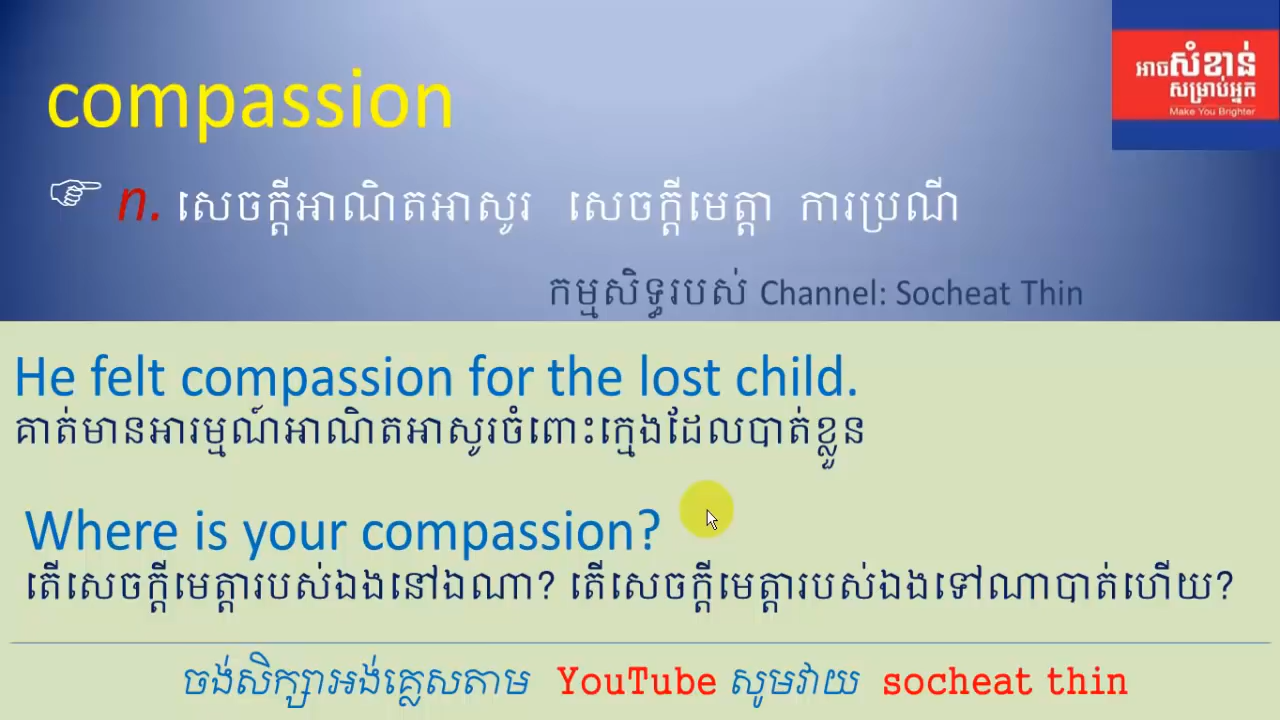 អាចសំខាន់
សម្រាប់អ្នក
Make You Brighter
compassion
n. សេចក្តីអាណិតអាសូរ សេចក្តីមេត្តា ការប្រណី
កម្មសិទ្ធរបស់ Channel: Socheat Thin
He felt compassion for the lost child.
គាត់មានអារម្មណ៍អាណិតអាសូរចំពោះក្មេងដែលបាត់ខ្លួន
Where is your compassion?
តើសេចក្តីមេត្តារបស់ឯងនៅឯណា? តើសេចក្តីមេត្តារបស់ឯងទៅណាបាត់ហើយ?
ចង់សិក្សាអង់គ្លេសតាម YouTube សូមវាយ socheat thin